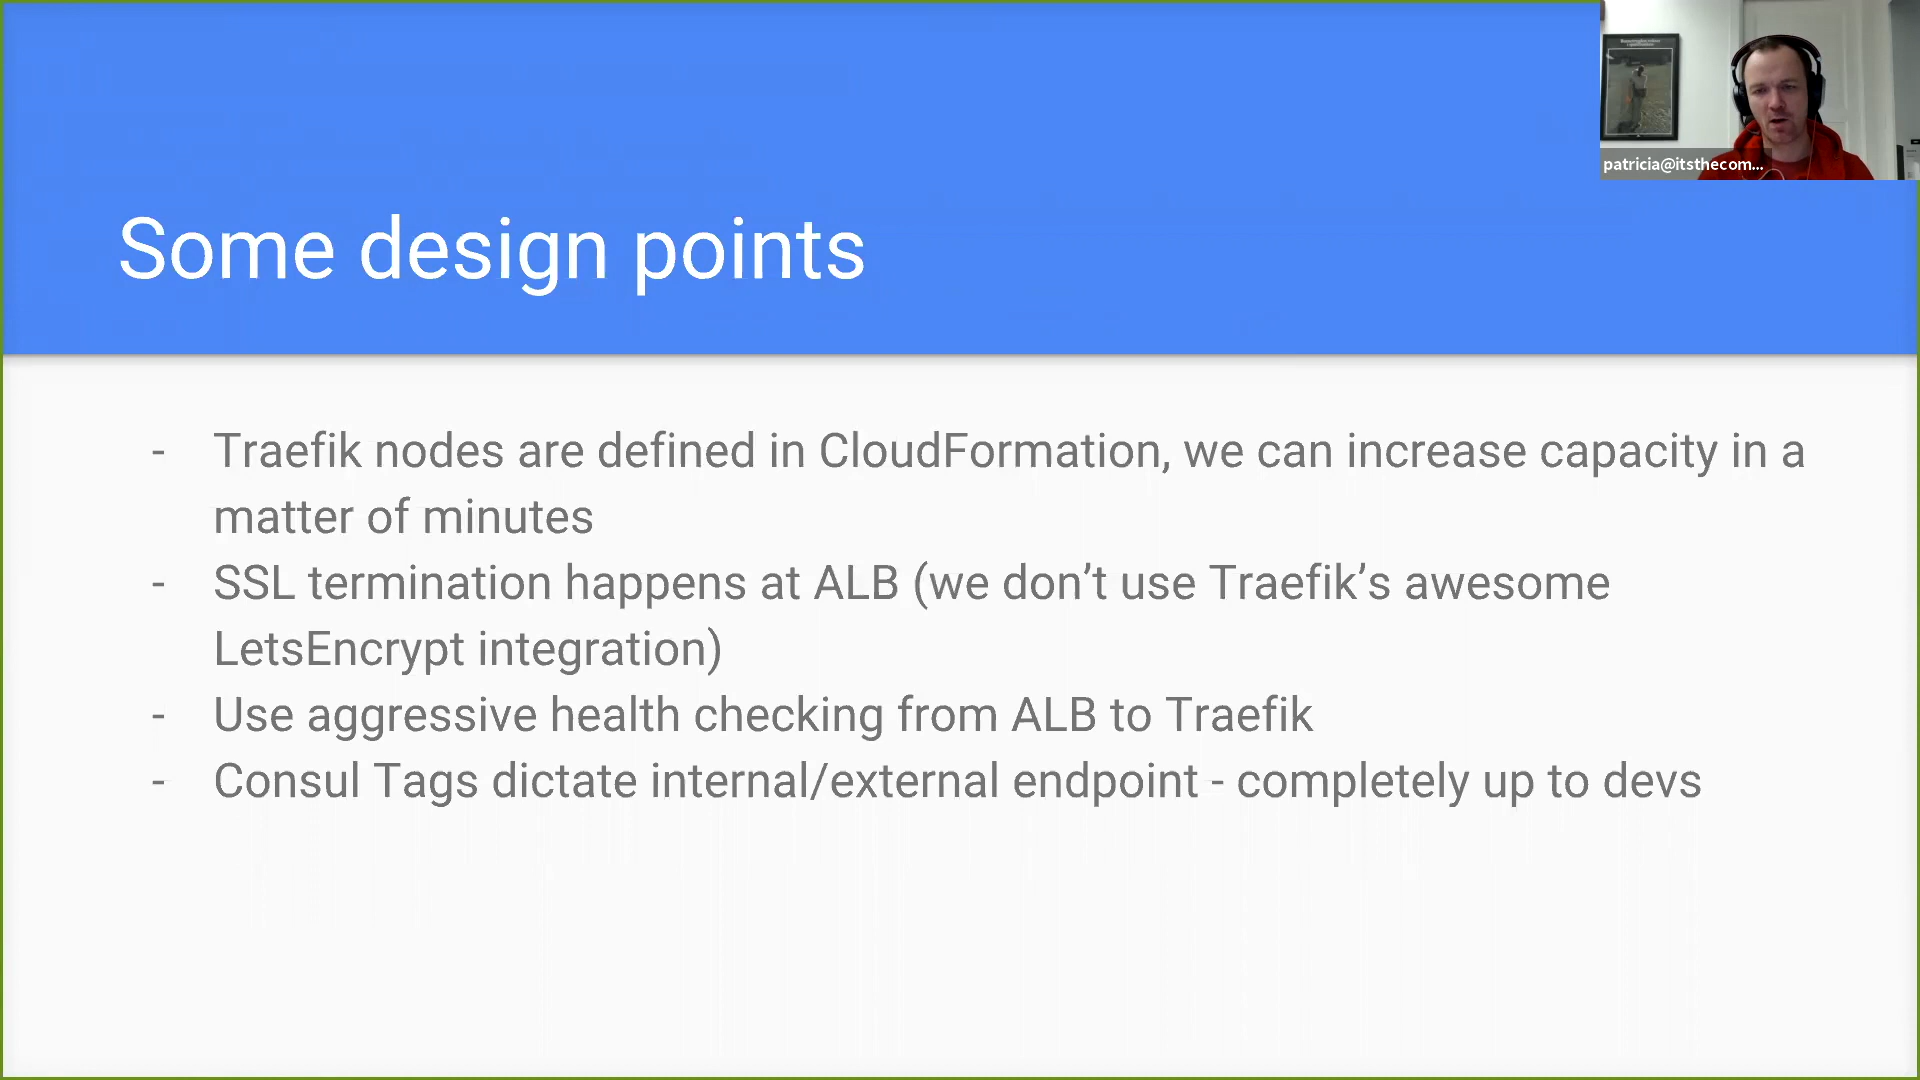 patricia@itsthecom...
Some design points
- Traefik nodes are defined in CloudFormation, we can increase capacity in a
matter of minutes
- SSL termination happens at ALB (we don’t use Traefik’s awesome
LetsEncrypt integration)
- Use aggressive health checking from ALB to Traefik
- Consul Tags dictate internal/external endpoint - completely up to devs